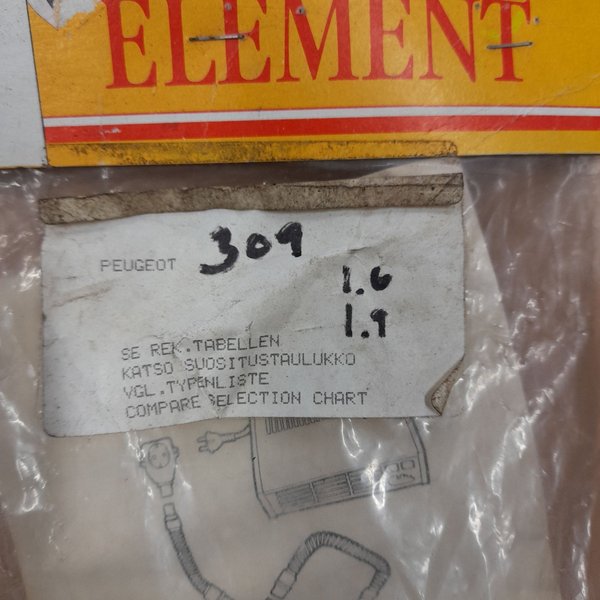 ELEMENT
PEUGEOT 309
1.6
1.9
SE REK.TABELLEN
KATSO SUOSITUSTAULUKKO
VGL.TYPENLISTE
COMPARE SELECTION CHART